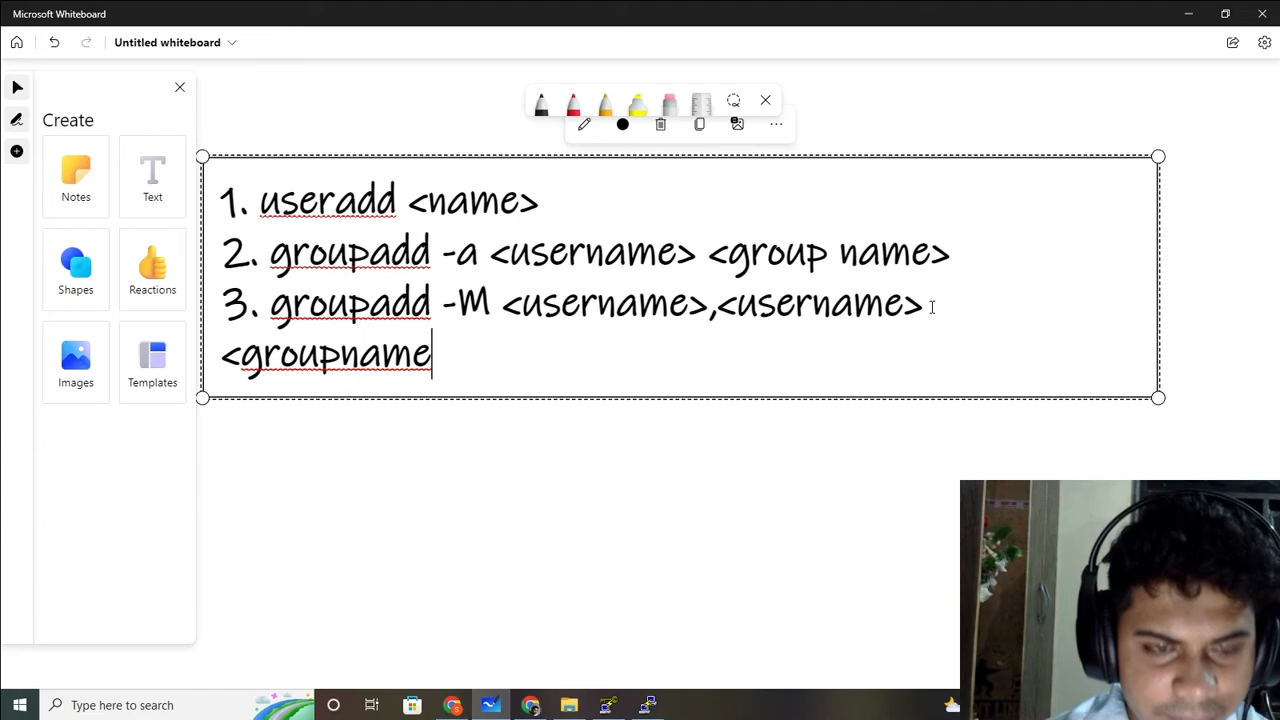 Microsoft Whiteboard
Untitled whiteboard
Create
Notes
Text
Shapes
Reactions
Images
Templates
1. useradd <name>
2. groupadd -a <username> <group name>
3. groupadd -M <username>,<username>
<groupname
Type here to search